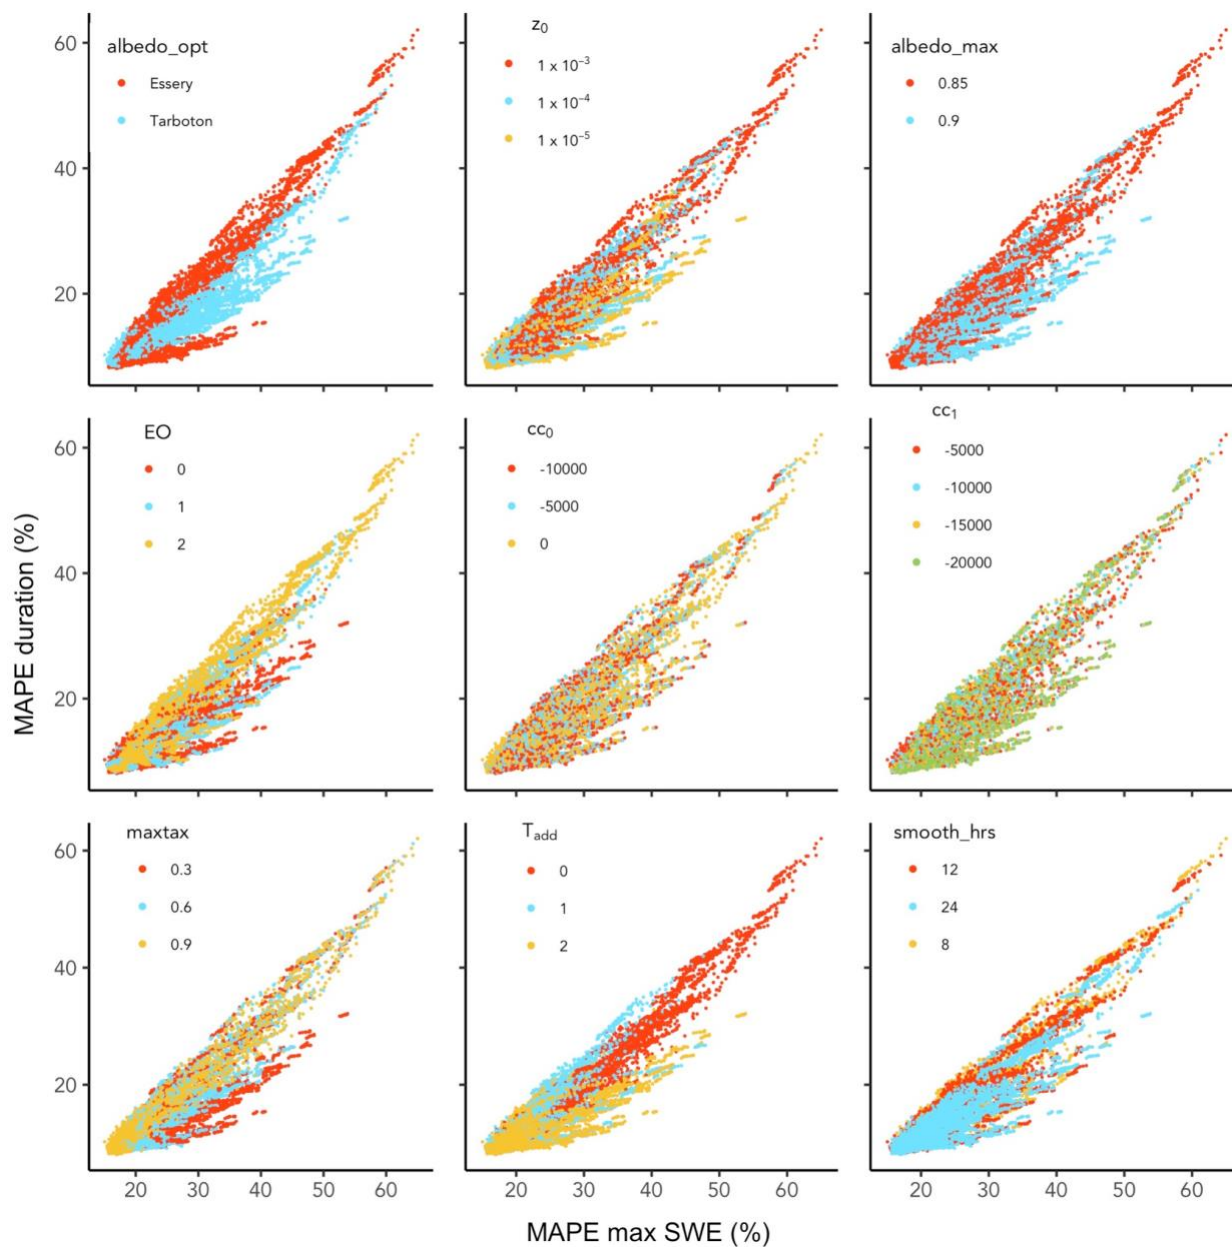 albedo_opt
Essery
Tarboton
z0
1 x 10−3
1 x 10−4
1 x 10−5
albedo_max
0.85
0.9
60
40
20
EO
0
1
2
cc0
-10000
-5000
0
cc1
-5000
-10000
-15000
-20000
60
40
20
MAPE duration (%)
maxtax
0.3
0.6
0.9
Tadd
0
1
2
smooth_hrs
12
24
8
60
40
20
20 30 40 50 60
20 30 40 50 60
20 30 40 50 60
MAPE max SWE (%)